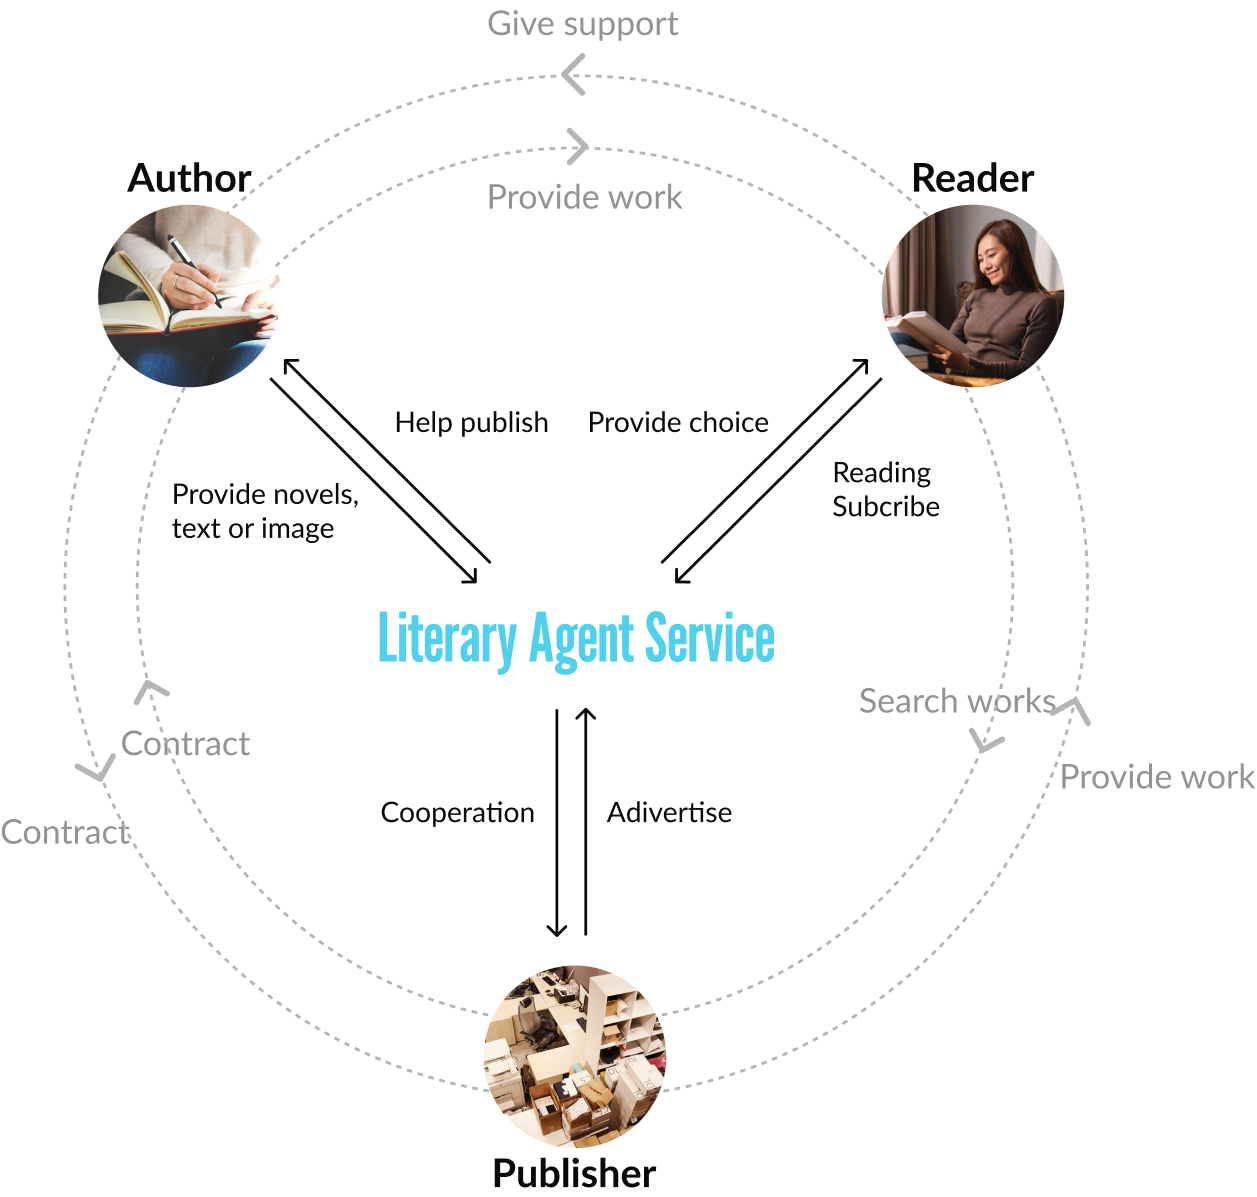 Give support
Provide work
Author
Reader
Help publish
Provide choice
Provide novels,
text or image
Reading
Subcribe
Literary Agent Service
Search works
Contract
Provide work
Contract
Cooperation
Adivertise
Publisher